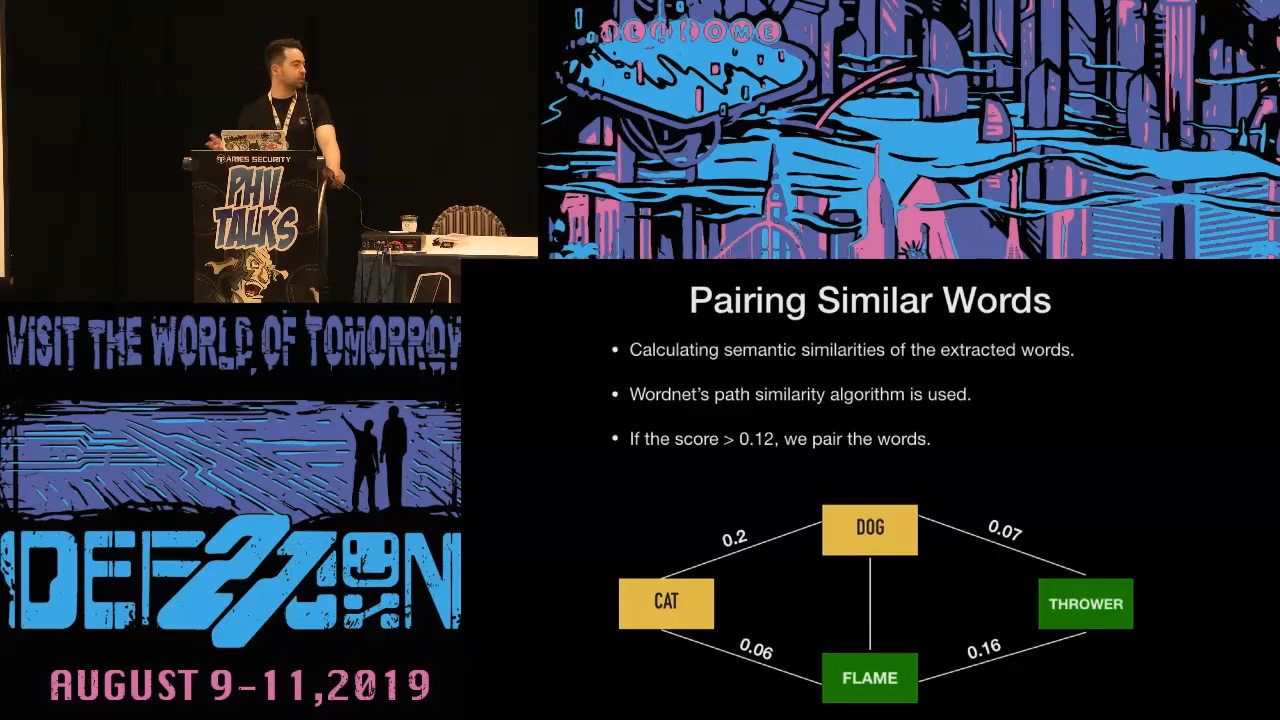 WELCOME
ARIES SECURITY
PHV
TALKS
VISIT THE WORLD OF TOMORROW
DEF CON
27
AUGUST 9-11,2019
Pairing Similar Words
• Calculating semantic similarities of the extracted words.
• Wordnet's path similarity algorithm is used.
• If the score > 0.12, we pair the words.
DOG
0.2
0.07
CAT
THROWER
0.06
0.16
FLAME